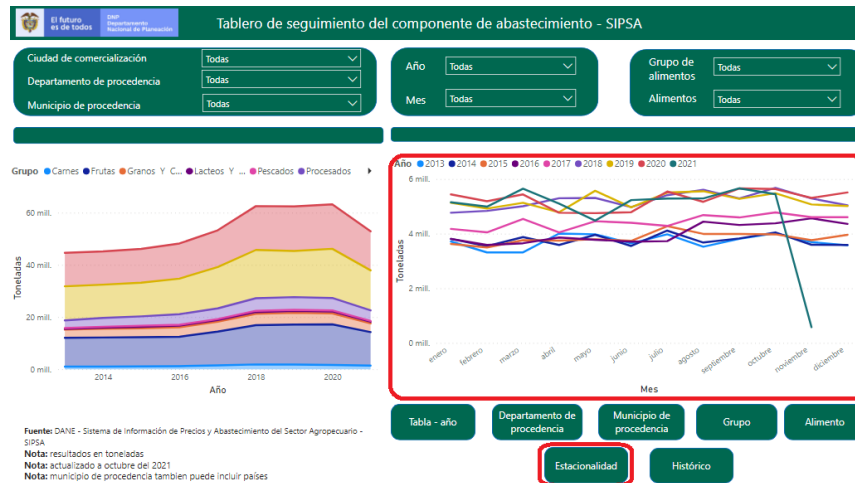 El futuro
es de todos
DNP
Departamento
Nacional de Planeación
Tablero de seguimiento del componente de abastecimiento - SIPSA
Ciudad de comercialización
Todas
Departamento de procedencia
Todas
Municipio de procedencia
Todas
Año
Todas
Mes
Todas
Grupo de
alimentos
Todas
Alimentos
Todas
Grupo Carnes Frutas Granos Y C... Lacteos Y ... Pescados Procesados
60 mill.
40 mill.
20 mill.
0 mill.
Toneladas
2014 2016 2018 2020
Año
Año 2013 2014 2015 2016 2017 2018 2019 2020 2021
6 mill.
4 mill.
2 mill.
0 mill.
Toneladas
enero febrero marzo abril mayo junio julio agosto septiembre octubre noviembre diciembre
Mes
Fuente: DANE - Sistema de Información de Precios y Abastecimiento del Sector Agropecuario -
SIPSA
Nota: resultados en toneladas
Nota: actualizado a octubre del 2021
Nota: municipio de procedencia tambien puede incluir países
Tabla - año
Departamento de
procedencia
Municipio de
procedencia
Grupo
Alimento
Estacionalidad
Histórico